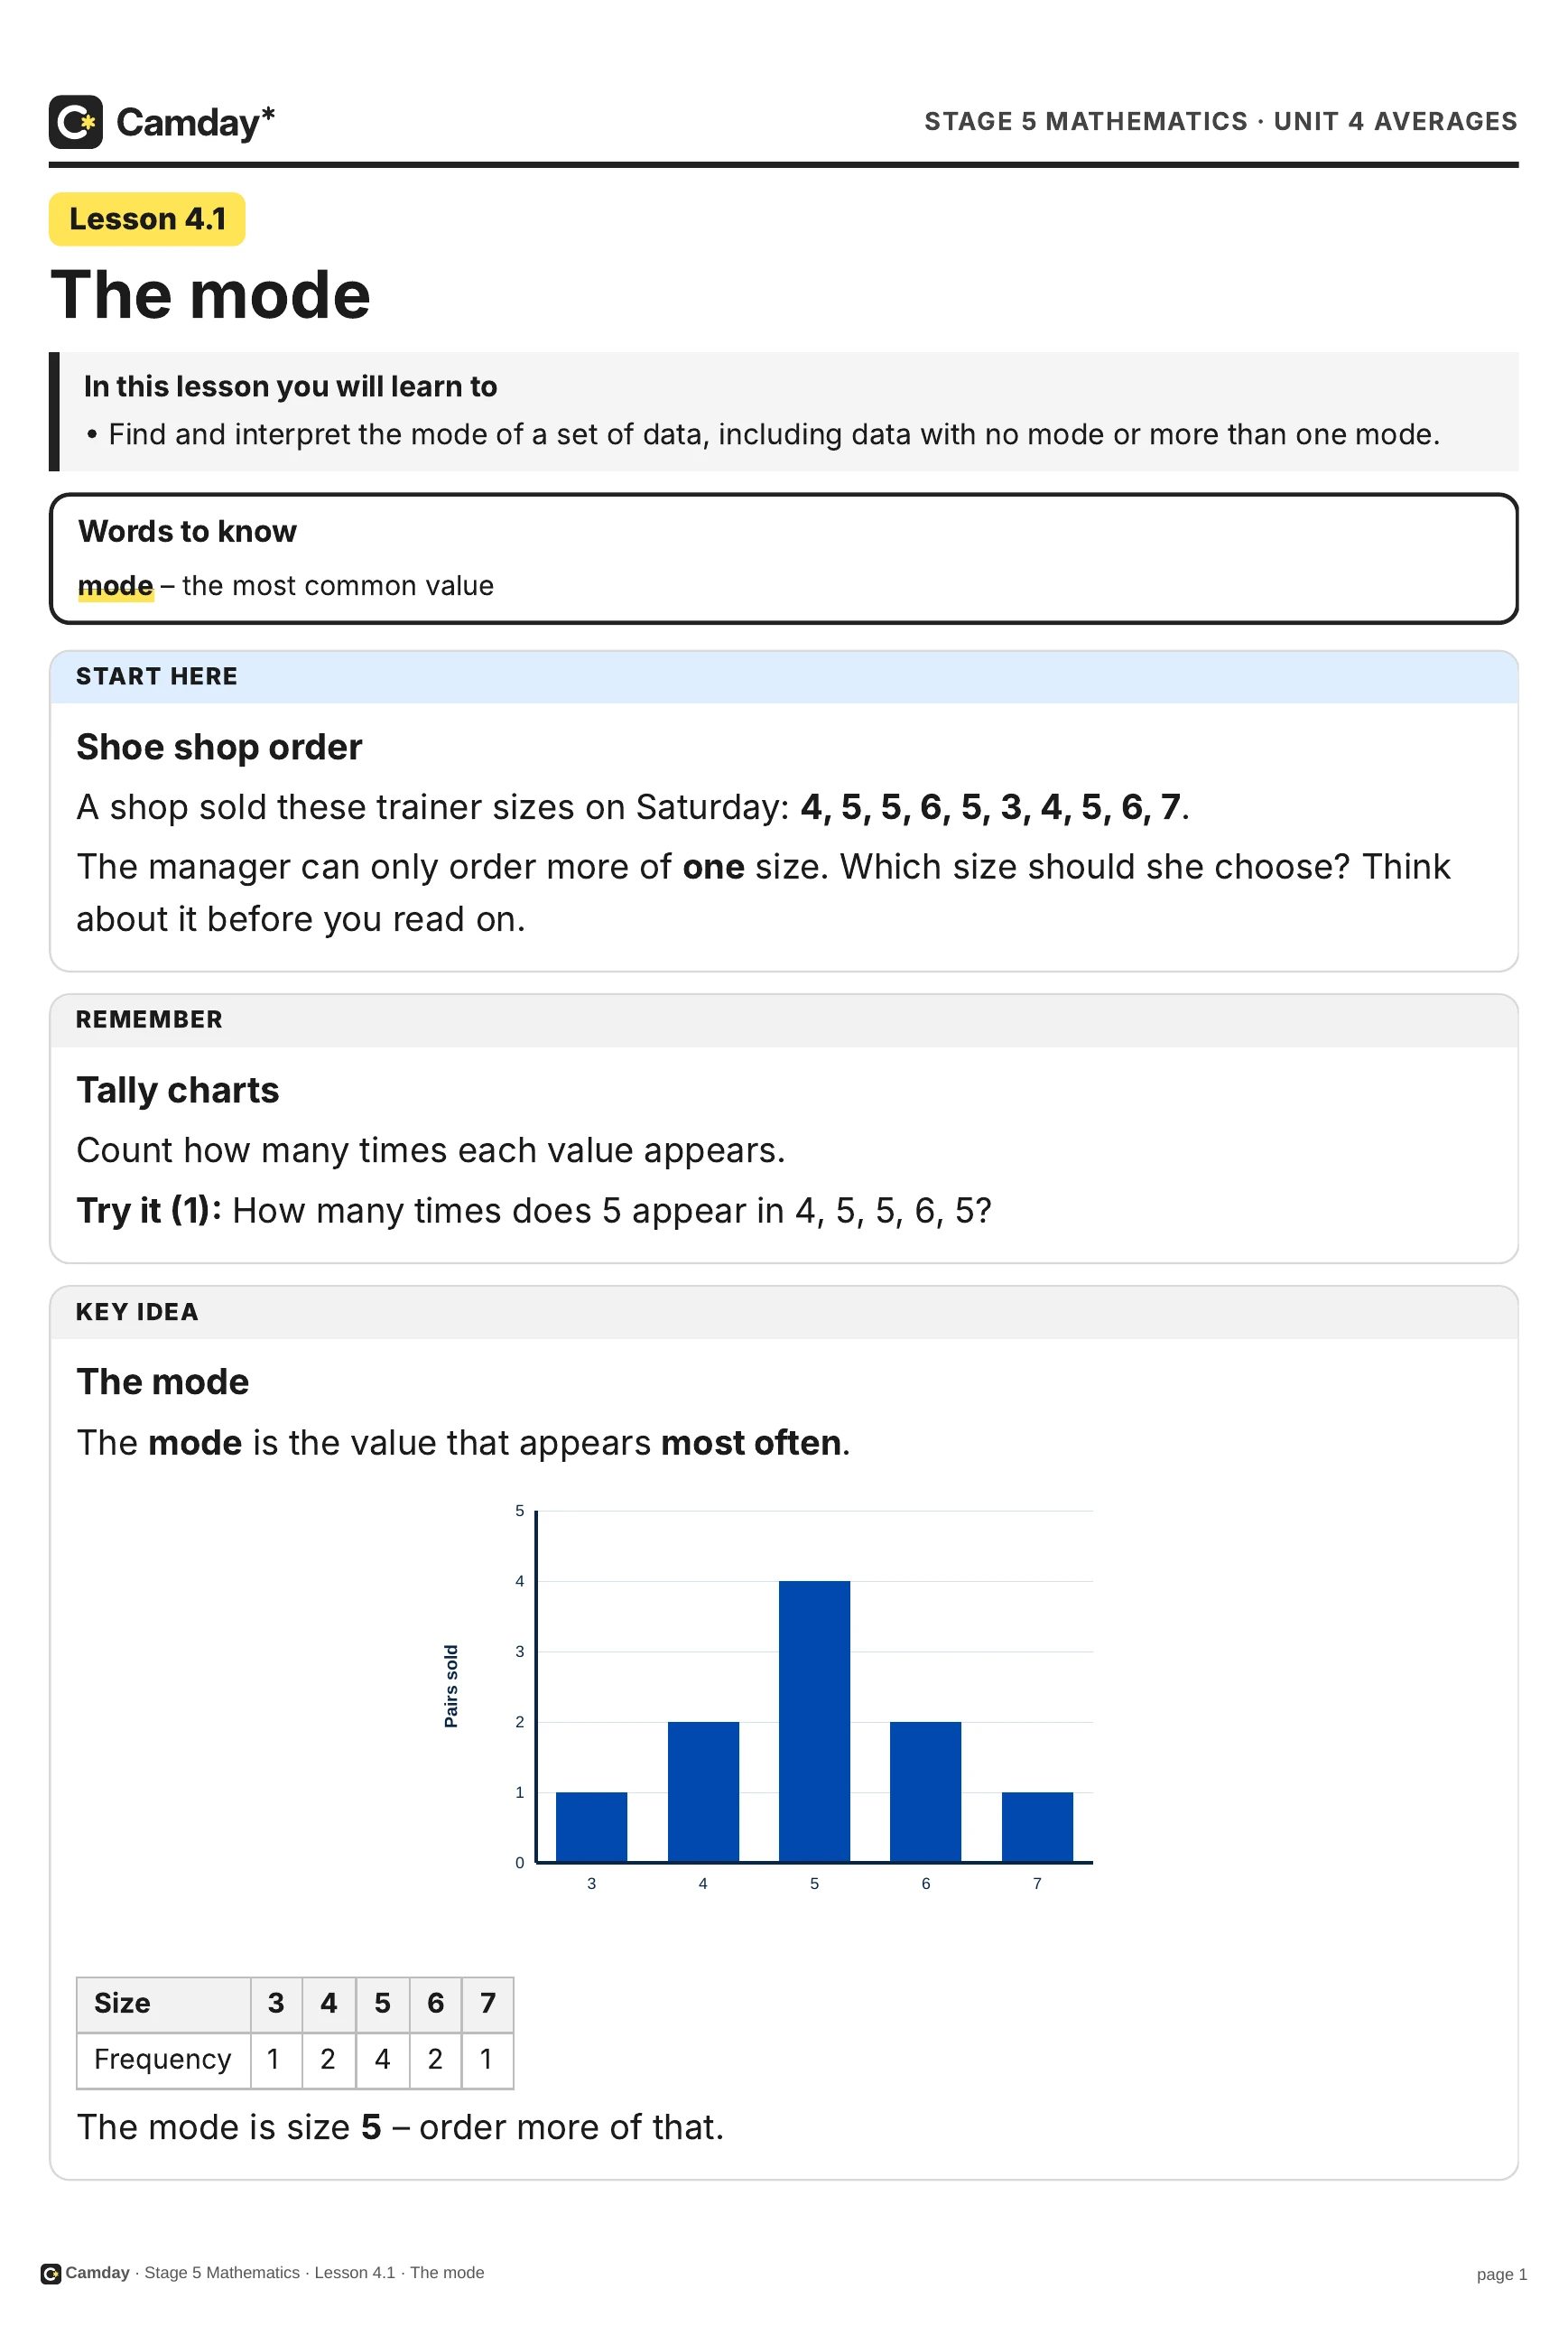 Camday*
STAGE 5 MATHEMATICS · UNIT 4 AVERAGES
Lesson 4.1
The mode
In this lesson you will learn to
• Find and interpret the mode of a set of data, including data with no mode or more than one mode.
Words to know
mode – the most common value
START HERE
Shoe shop order
A shop sold these trainer sizes on Saturday: 4, 5, 5, 6, 5, 3, 4, 5, 6, 7.
The manager can only order more of one size. Which size should she choose? Think
about it before you read on.
REMEMBER
Tally charts
Count how many times each value appears.
Try it (1): How many times does 5 appear in 4, 5, 5, 6, 5?
KEY IDEA
The mode
The mode is the value that appears most often.
5
4
3
2
1
0
Pairs sold
3 4 5 6 7
Size 3 4 5 6 7
Frequency 1 2 4 2 1
The mode is size 5 – order more of that.
Camday · Stage 5 Mathematics · Lesson 4.1 · The mode
page 1